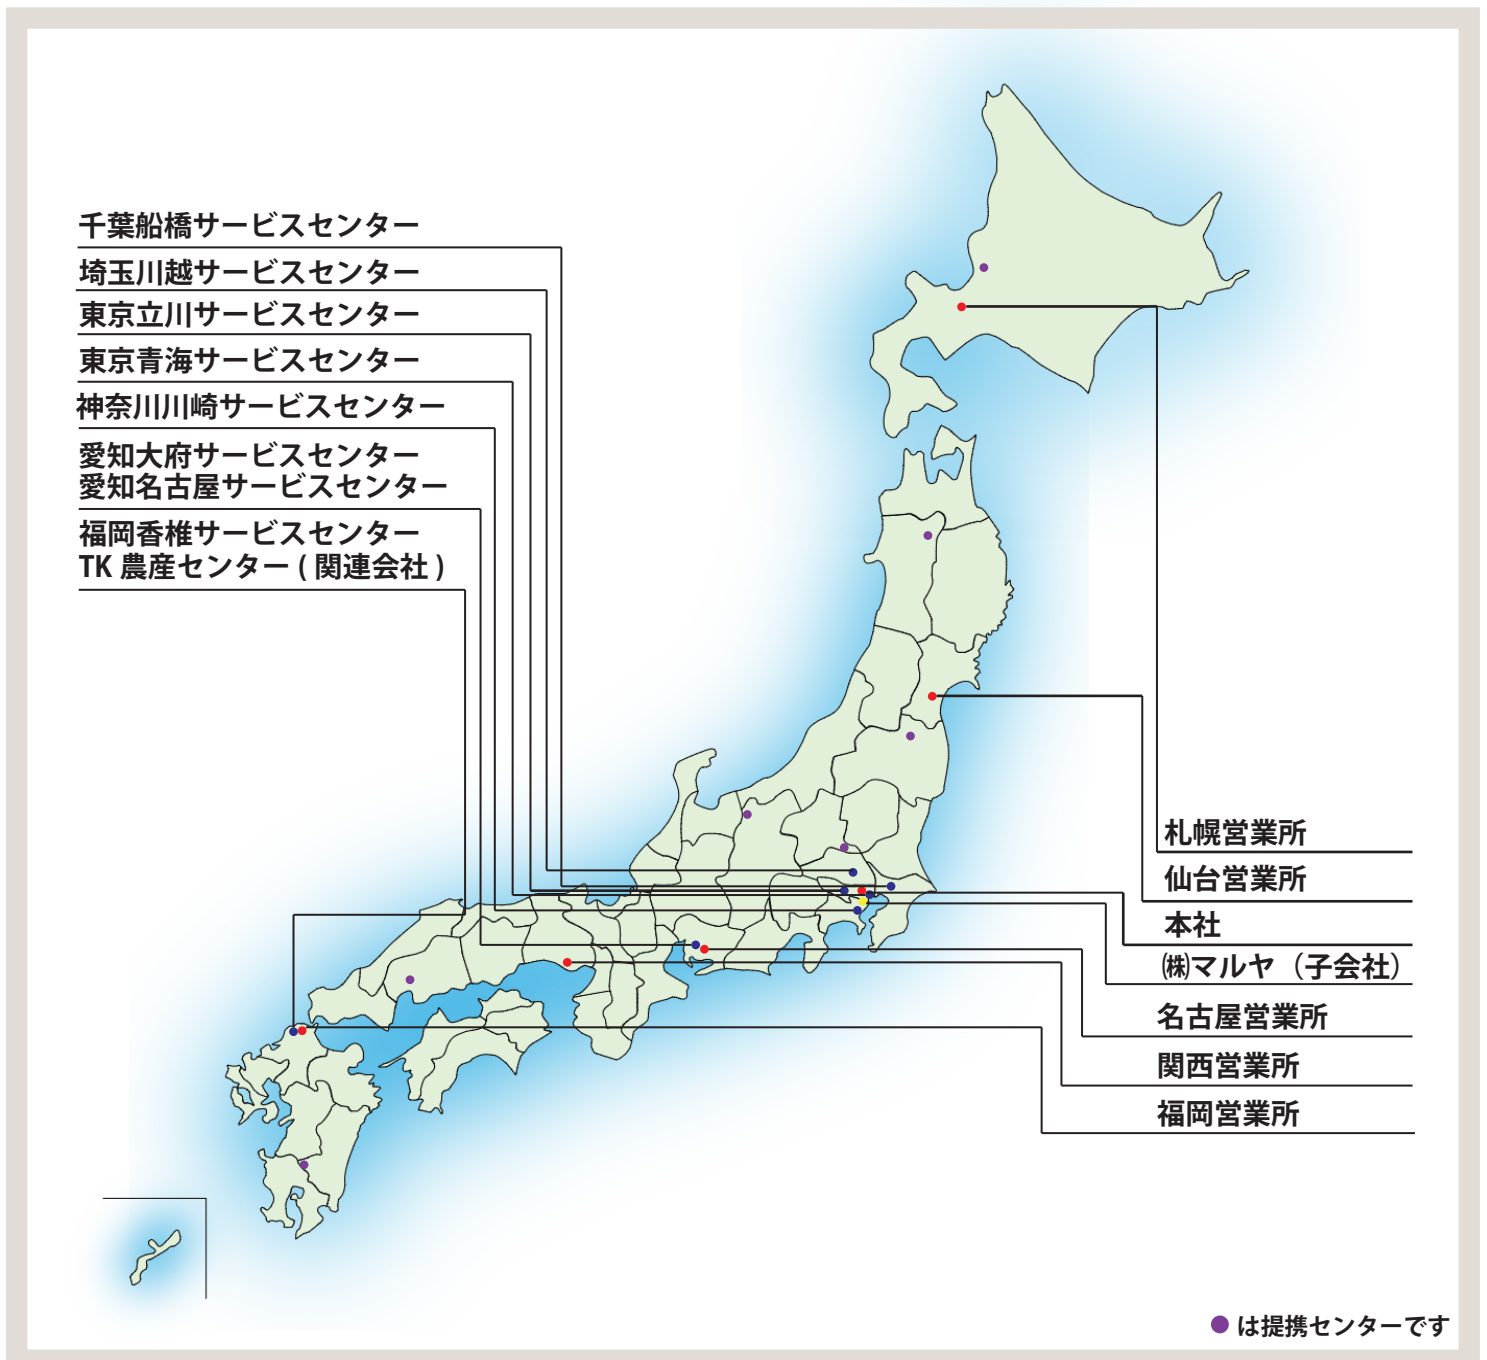 千葉船橋サービスセンター
埼玉川越サービスセンター
東京立川サービスセンター
東京青海サービスセンター
神奈川川崎サービスセンター
愛知大府サービスセンター
愛知名古屋サービスセンター
福岡香椎サービスセンター
TK 農産センター ( 関連会社 )
札幌営業所
仙台営業所
本社
㈱マルヤ（子会社）
名古屋営業所
関西営業所
福岡営業所
は提携センターです